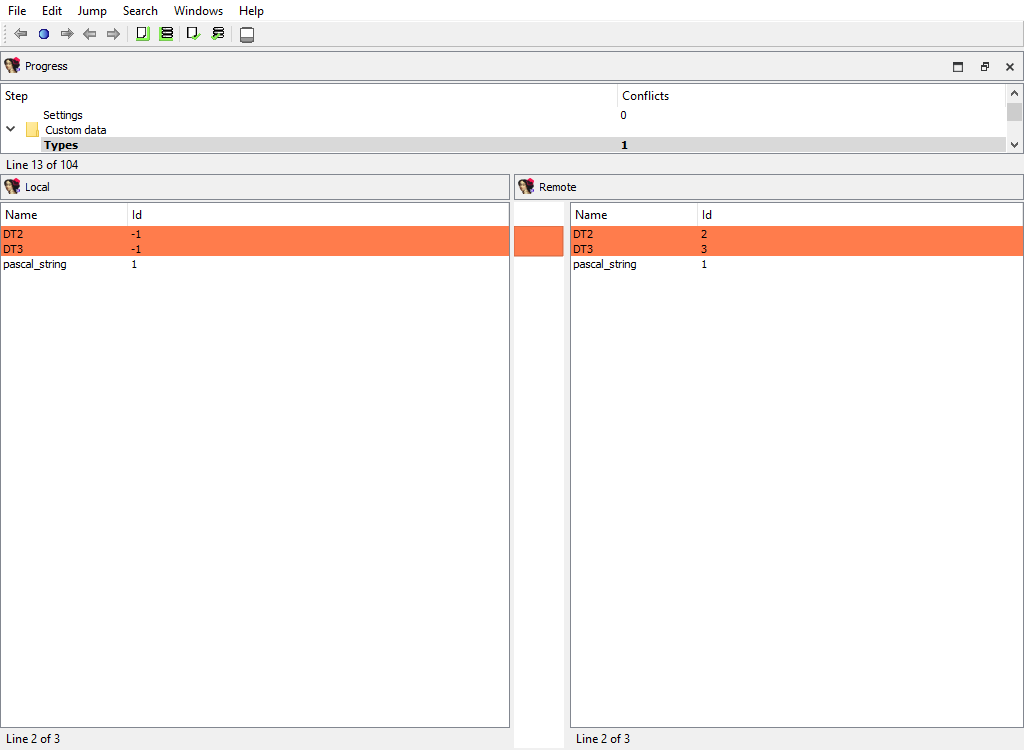 File Edit Jump Search Windows Help
Progress
Step Conflicts
Settings 0
Custom data
Types 1
Line 13 of 104
Local Remote
Name Id Name Id
DT2 -1 DT2 2
DT3 -1 DT3 3
pascal_string 1 pascal_string 1
Line 2 of 3 Line 2 of 3